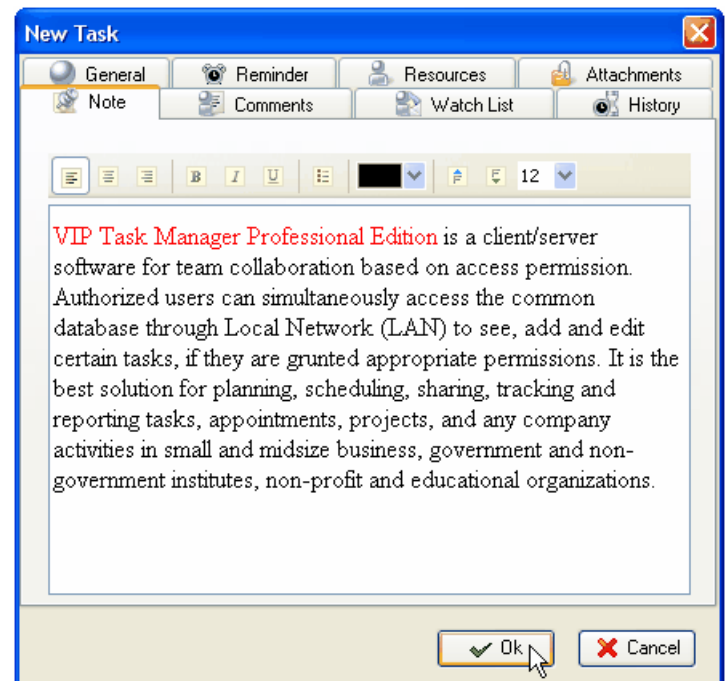 New Task
General Reminder Resources Attachments
Note Comments Watch List History
B I U F F 12
VIP Task Manager Professional Edition is a client/server
software for team collaboration based on access permission.
Authorized users can simultaneously access the common
database through Local Network (LAN) to see, add and edit
certain tasks, if they are grunted appropriate permissions. It is the
best solution for planning, scheduling, sharing, tracking and
reporting tasks, appointments, projects, and any company
activities in small and midsize business, government and non-
government institutes, non-profit and educational organizations.
Ok Cancel